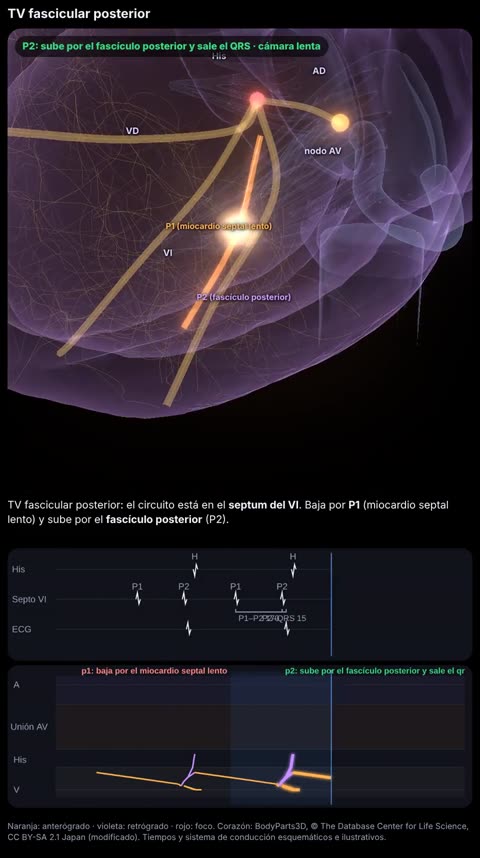 TV fascicular posterior
P2: sube por el fascículo posterior y sale el QRS · cámara lenta
His
AD
VD
nodo AV
P1 (miocardio septal lento)
VI
P2 (fascículo posterior)
TV fascicular posterior: el circuito está en el septum del VI. Baja por P1 (miocardio septal
lento) y sube por el fascículo posterior (P2).
H H
His
P1 P2 P1 P2
Septo VI
P1–P2 QRS 15
ECG
p1: baja por el miocardio septal lento p2: sube por el fascículo posterior y sale el qr
A
Unión AV
His
V
Naranja: anterógrado · violeta: retrógrado · rojo: foco. Corazón: BodyParts3D, © The Database Center for Life Science,
CC BY-SA 2.1 Japan (modificado). Tiempos y sistema de conducción esquemáticos e ilustrativos.